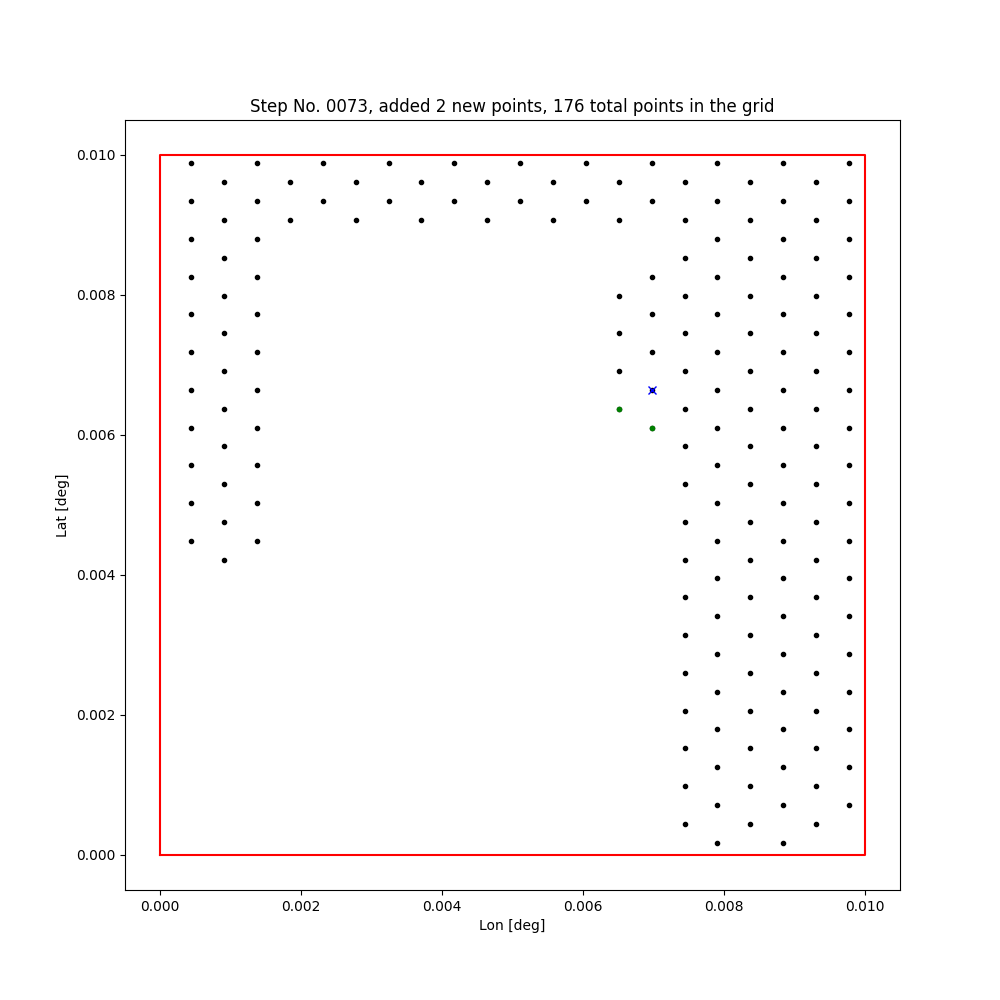 Step No. 0073, added 2 new points, 176 total points in the grid
0.010
0.008
0.006
0.004
0.002
0.000
Lat [deg]
0.000 0.002 0.004 0.006 0.008 0.010
Lon [deg]